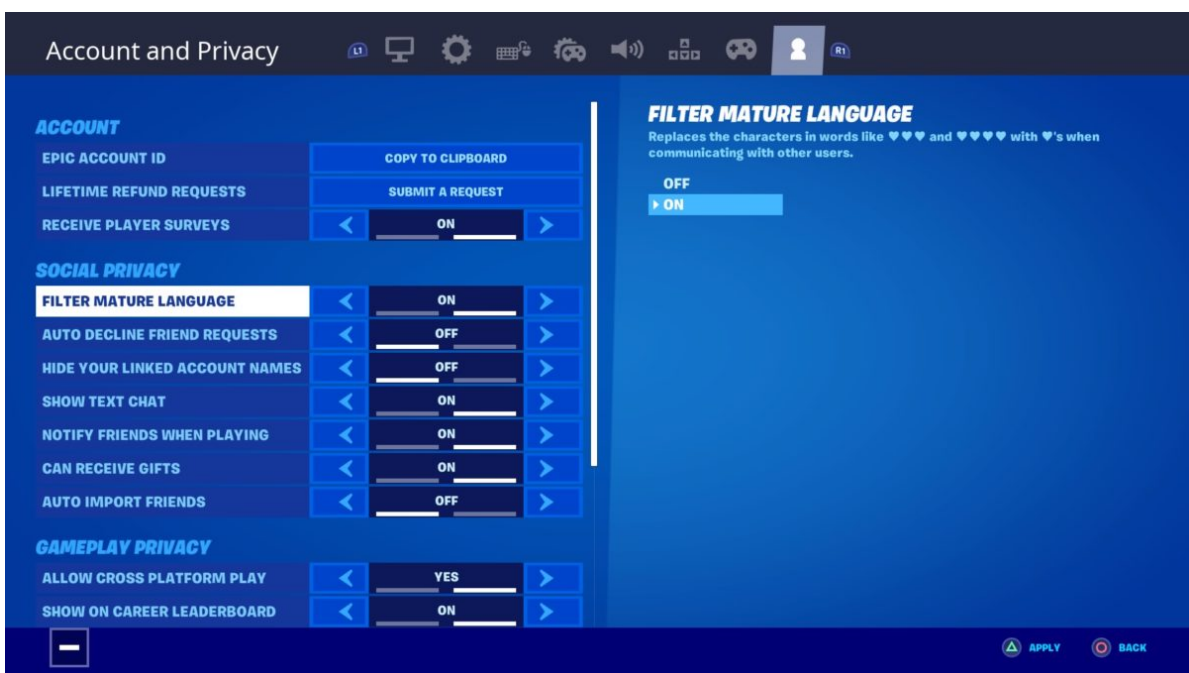 Account and Privacy
L1
R1
ACCOUNT
EPIC ACCOUNT ID
COPY TO CLIPBOARD
LIFETIME REFUND REQUESTS
SUBMIT A REQUEST
RECEIVE PLAYER SURVEYS
ON
SOCIAL PRIVACY
FILTER MATURE LANGUAGE
ON
AUTO DECLINE FRIEND REQUESTS
OFF
HIDE YOUR LINKED ACCOUNT NAMES
OFF
SHOW TEXT CHAT
ON
NOTIFY FRIENDS WHEN PLAYING
ON
CAN RECEIVE GIFTS
ON
AUTO IMPORT FRIENDS
OFF
GAMEPLAY PRIVACY
ALLOW CROSS PLATFORM PLAY
YES
SHOW ON CAREER LEADERBOARD
ON
FILTER MATURE LANGUAGE
Replaces the characters in words like ♥♥♥ and ♥♥♥♥ with ♥'s when
communicating with other users.
OFF
ON
APPLY
BACK